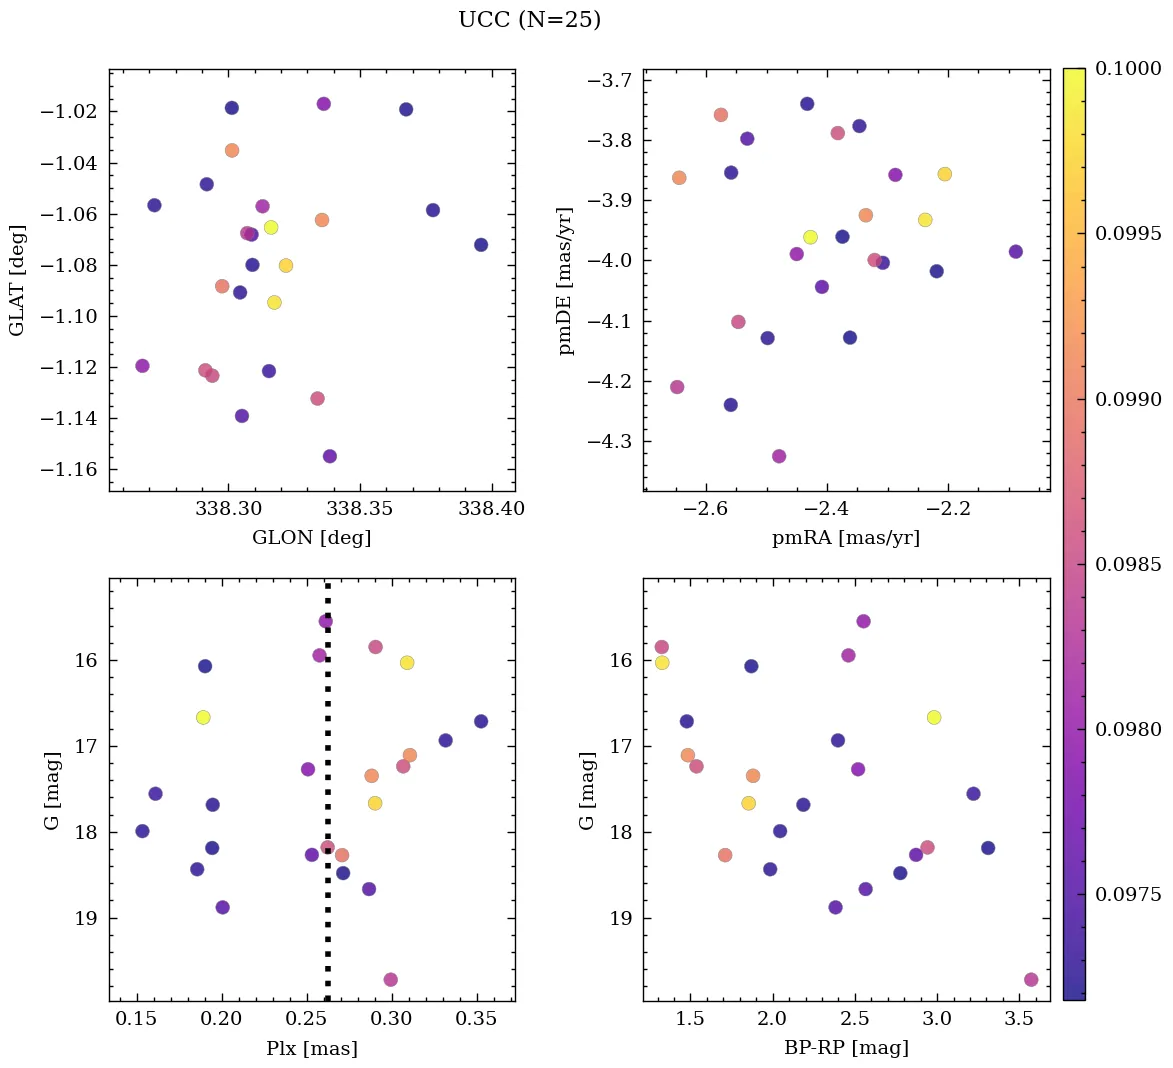 UCC (N=25)
−1.02
−1.04
−1.06
−1.08
−1.10
−1.12
−1.14
−1.16
GLAT [deg]
338.30 338.35 338.40
GLON [deg]
−3.7
−3.8
−3.9
−4.0
−4.1
−4.2
−4.3
pmDE [mas/yr]
−2.6 −2.4 −2.2
pmRA [mas/yr]
16
17
18
19
G [mag]
0.15 0.20 0.25 0.30 0.35
Plx [mas]
16
17
18
19
G [mag]
1.5 2.0 2.5 3.0 3.5
BP-RP [mag]
0.1000
0.0995
0.0990
0.0985
0.0980
0.0975